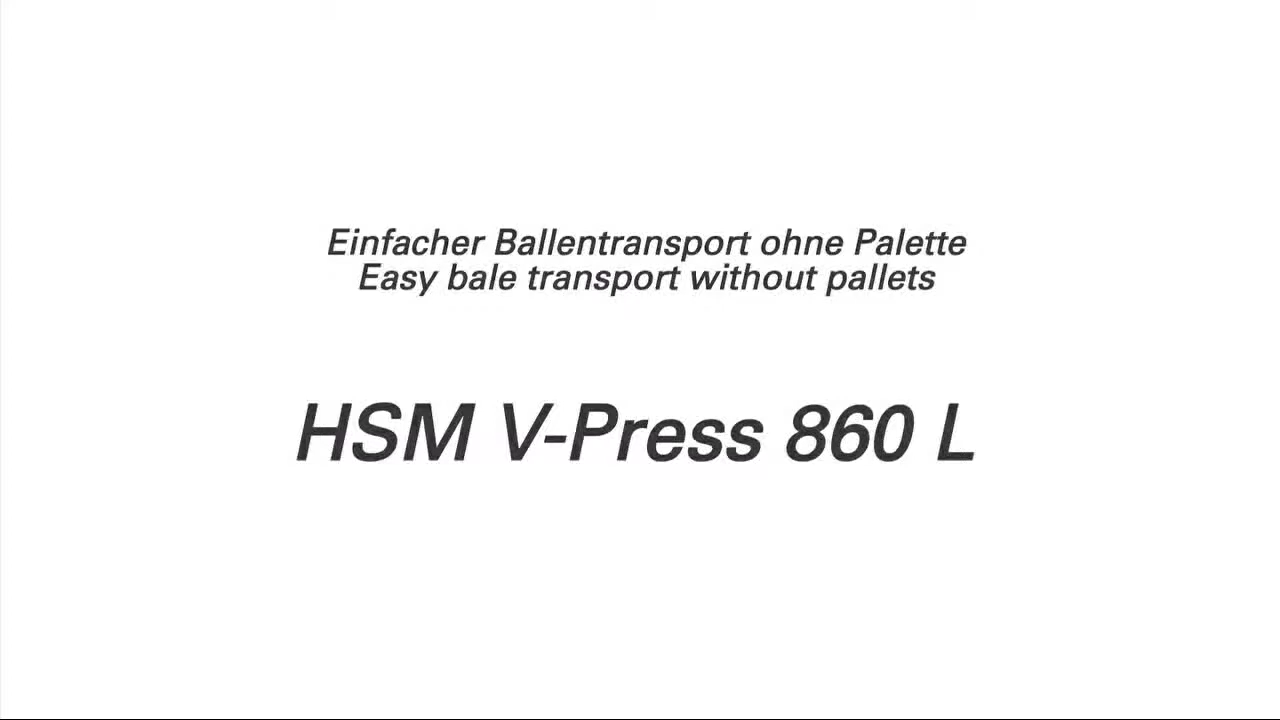 Einfacher Ballentransport ohne Palette
Easy bale transport without pallets
HSM V-Press 860 L